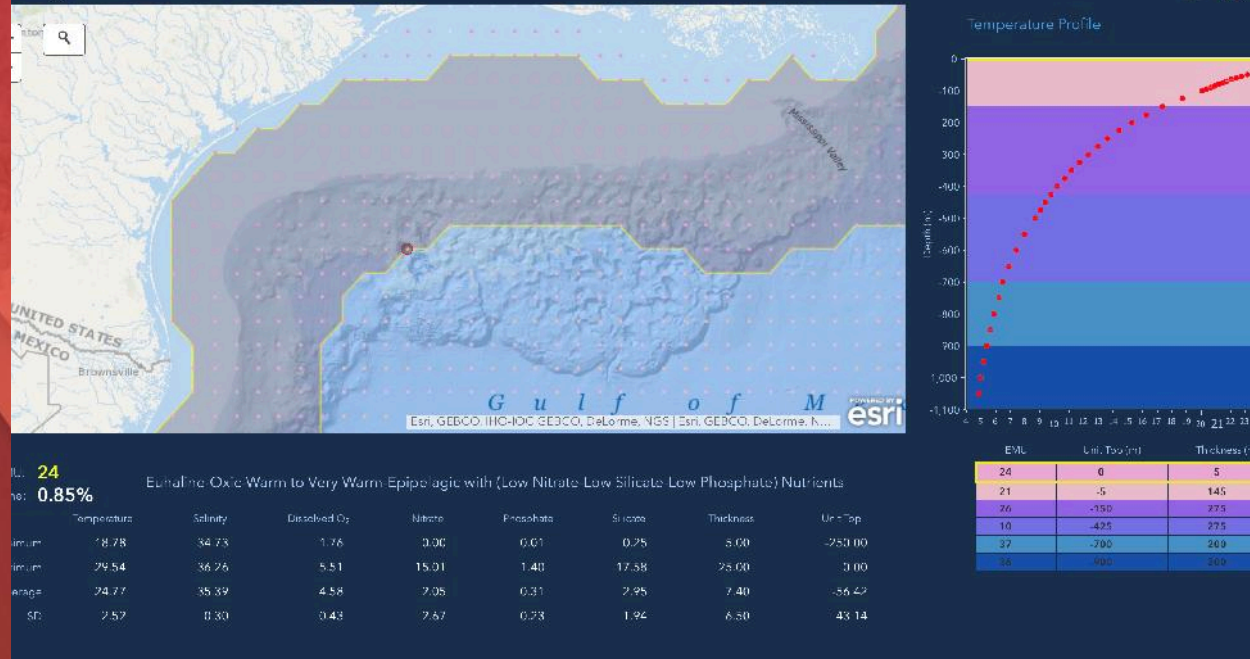 Temperature Profile
Mississippi Valley
UNITED STATES
MEXICO
Brownsville
Gulf of M
POWERED BY
esri
Esri, GEBCO, IHO-IOC GEBCO, DeLorme, NGS | Esri, GEBCO, DeLorme, N...
Depth (m)
0
-100
200
300
-400
-500
-600
-700
800
900
1,000
-1,100
4 5 6 7 8 9 10 11 12 13 14 15 16 17 18 19 20 21 22 23
24
0.85%
Euhaline-Oxic-Warm to Very Warm-Epipelagic with (Low Nitrate-Low Silicate-Low Phosphate) Nutrients
Temperature Salinity Dissolved O₂ Nitrate Phosphate Silicate Thickness Unit Top
18.78 34.73 1.76 0.00 0.01 0.25 5.00 -250.00
29.54 36.26 5.51 15.01 1.40 17.58 25.00 0.00
24.77 35.39 4.58 2.05 0.31 2.95 7.40 -56.42
SD 2.52 0.30 0.43 2.67 0.23 1.94 6.50 43.14
EMU Unit Top (m) Thickness (
24 0 5
21 -5 145
26 -150 275
10 -425 275
37 -700 200
-900 200